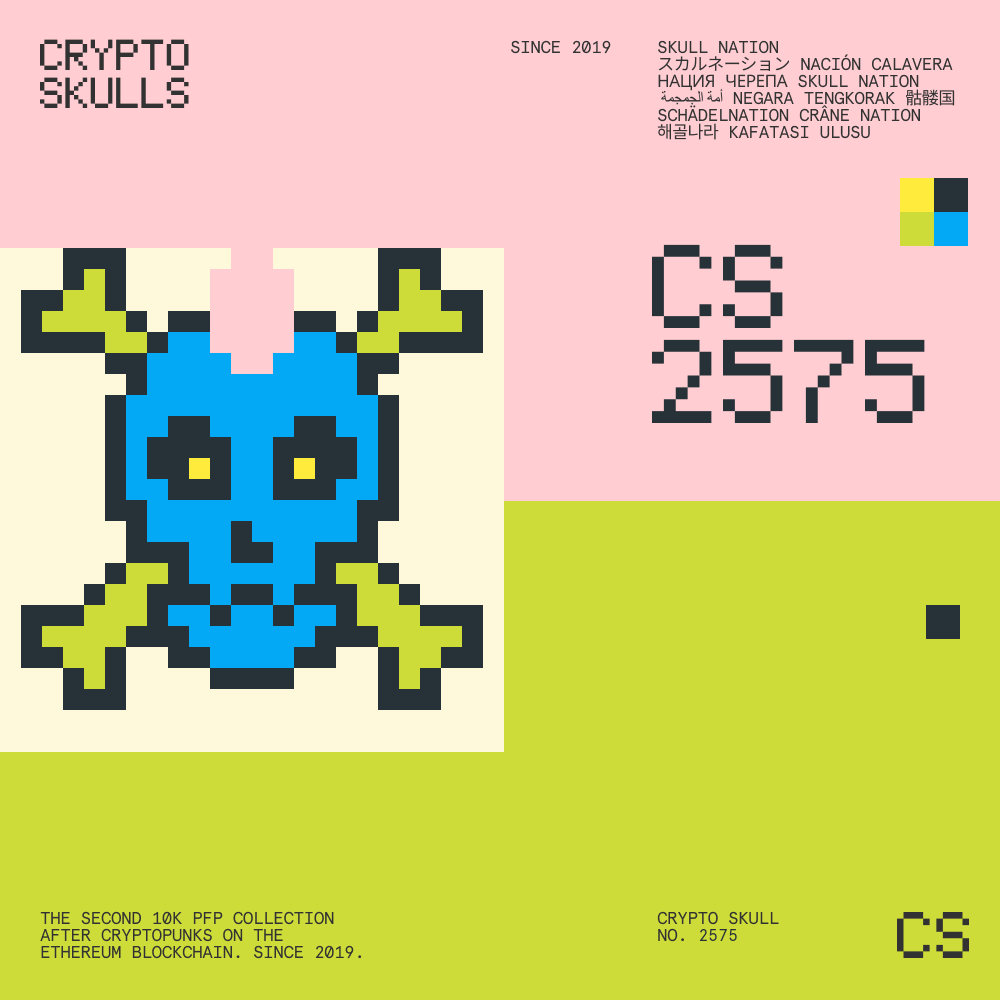 CRYPTO
SKULLS
SINCE 2019
SKULL NATION
スカルネーション NACIÓN CALAVERA
НАЦИЯ ЧЕРЕПА SKULL NATION
أمة الجمجمة NEGARA TENGKORAK 骷髅国
SCHÄDELNATION CRÂNE NATION
해골나라 KAFATASI ULUSU
CS
2575
THE SECOND 10K PFP COLLECTION
AFTER CRYPTOPUNKS ON THE
ETHEREUM BLOCKCHAIN. SINCE 2019.
CRYPTO SKULL
NO. 2575
CS